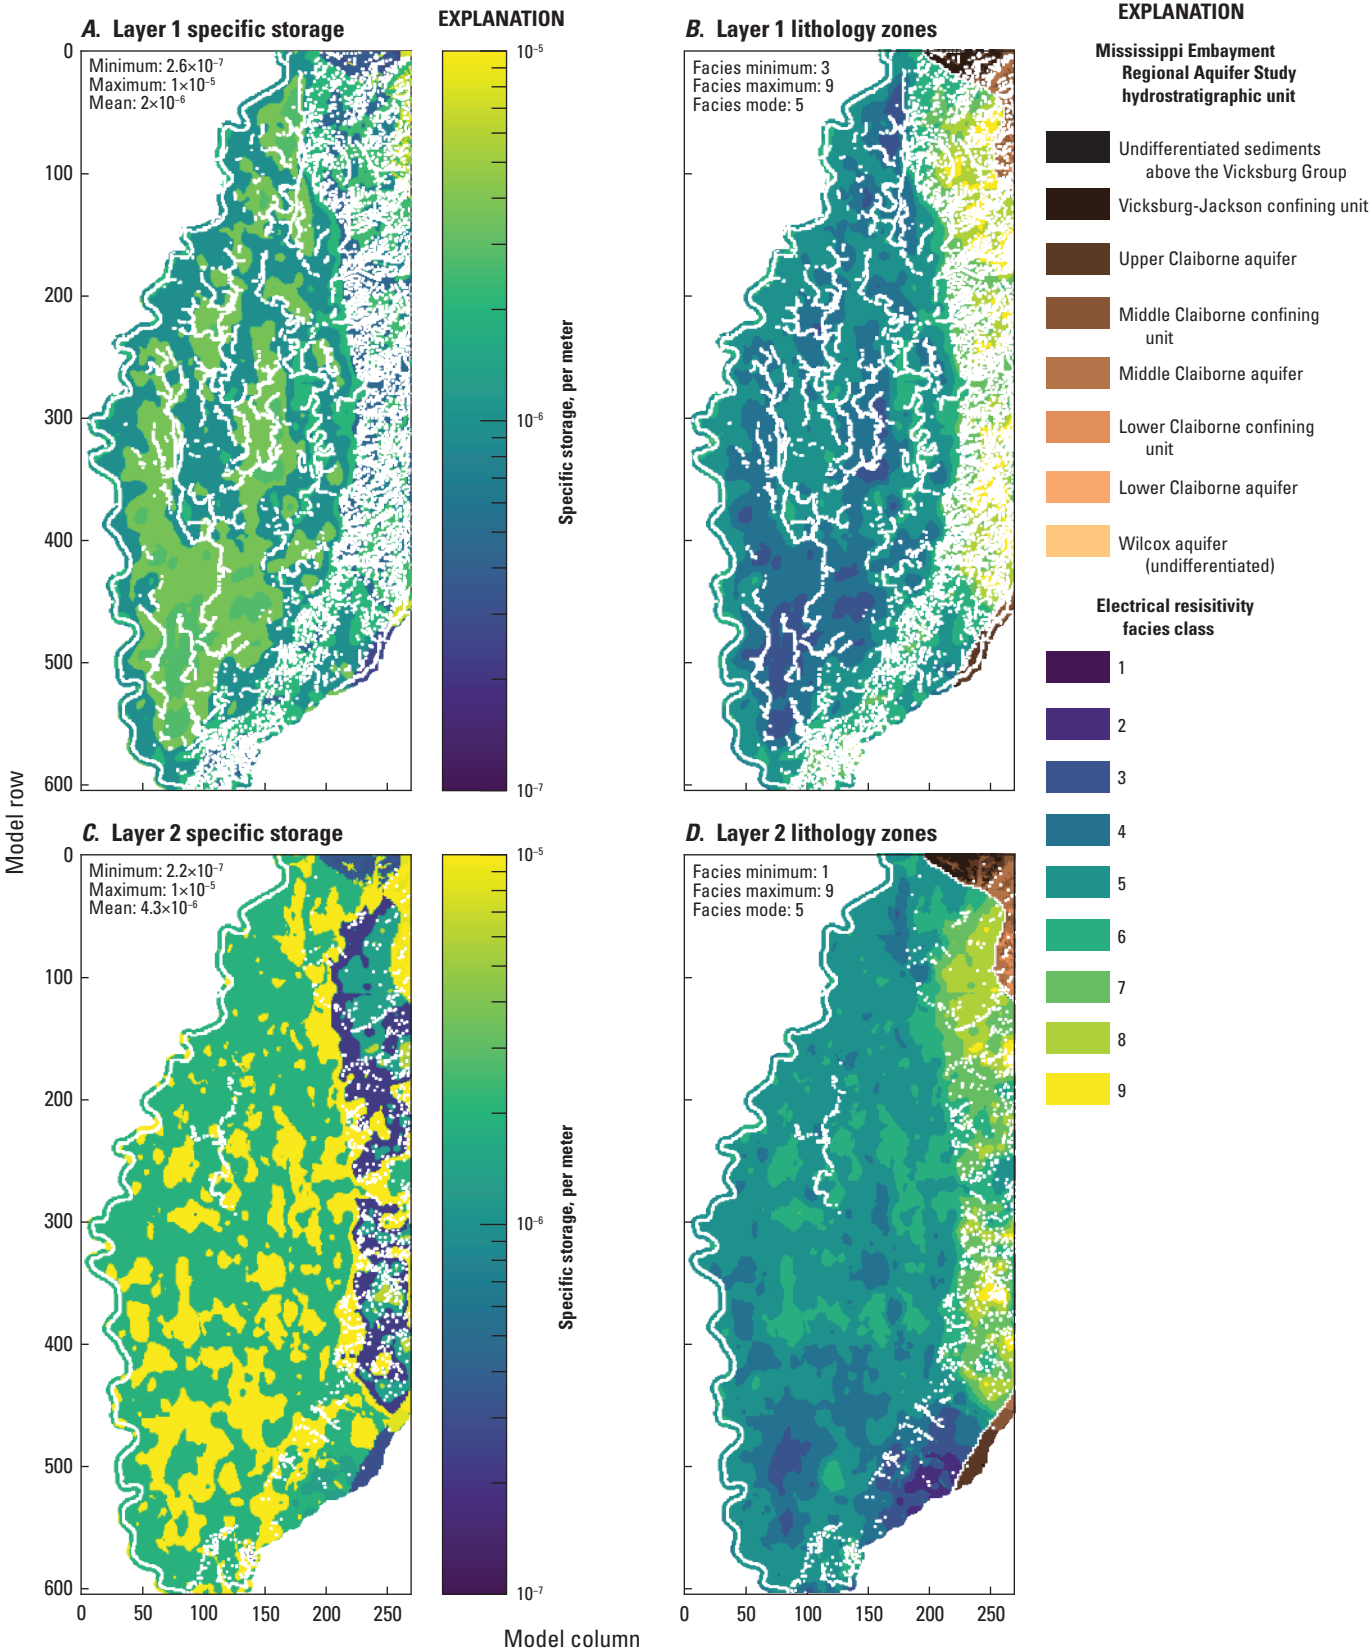 A. Layer 1 specific storage
Minimum: 2.6×10⁻⁷
Maximum: 1×10⁻⁵
Mean: 2×10⁻⁶
0
100
200
300
400
500
600
EXPLANATION
10⁻⁵
10⁻⁶
10⁻⁷
Specific storage, per meter
B. Layer 1 lithology zones
Facies minimum: 3
Facies maximum: 9
Facies mode: 5
C. Layer 2 specific storage
Minimum: 2.2×10⁻⁷
Maximum: 1×10⁻⁵
Mean: 4.3×10⁻⁶
0
100
200
300
400
500
600
0
50
100
150
200
250
10⁻⁵
10⁻⁶
10⁻⁷
Specific storage, per meter
D. Layer 2 lithology zones
Facies minimum: 1
Facies maximum: 9
Facies mode: 5
0
50
100
150
200
250
Model row
Model column
EXPLANATION
Mississippi Embayment
Regional Aquifer Study
hydrostratigraphic unit
Undifferentiated sediments
above the Vicksburg Group
Vicksburg-Jackson confining unit
Upper Claiborne aquifer
Middle Claiborne confining
unit
Middle Claiborne aquifer
Lower Claiborne confining
unit
Lower Claiborne aquifer
Wilcox aquifer
(undifferentiated)
Electrical resisitivity
facies class
1
2
3
4
5
6
7
8
9